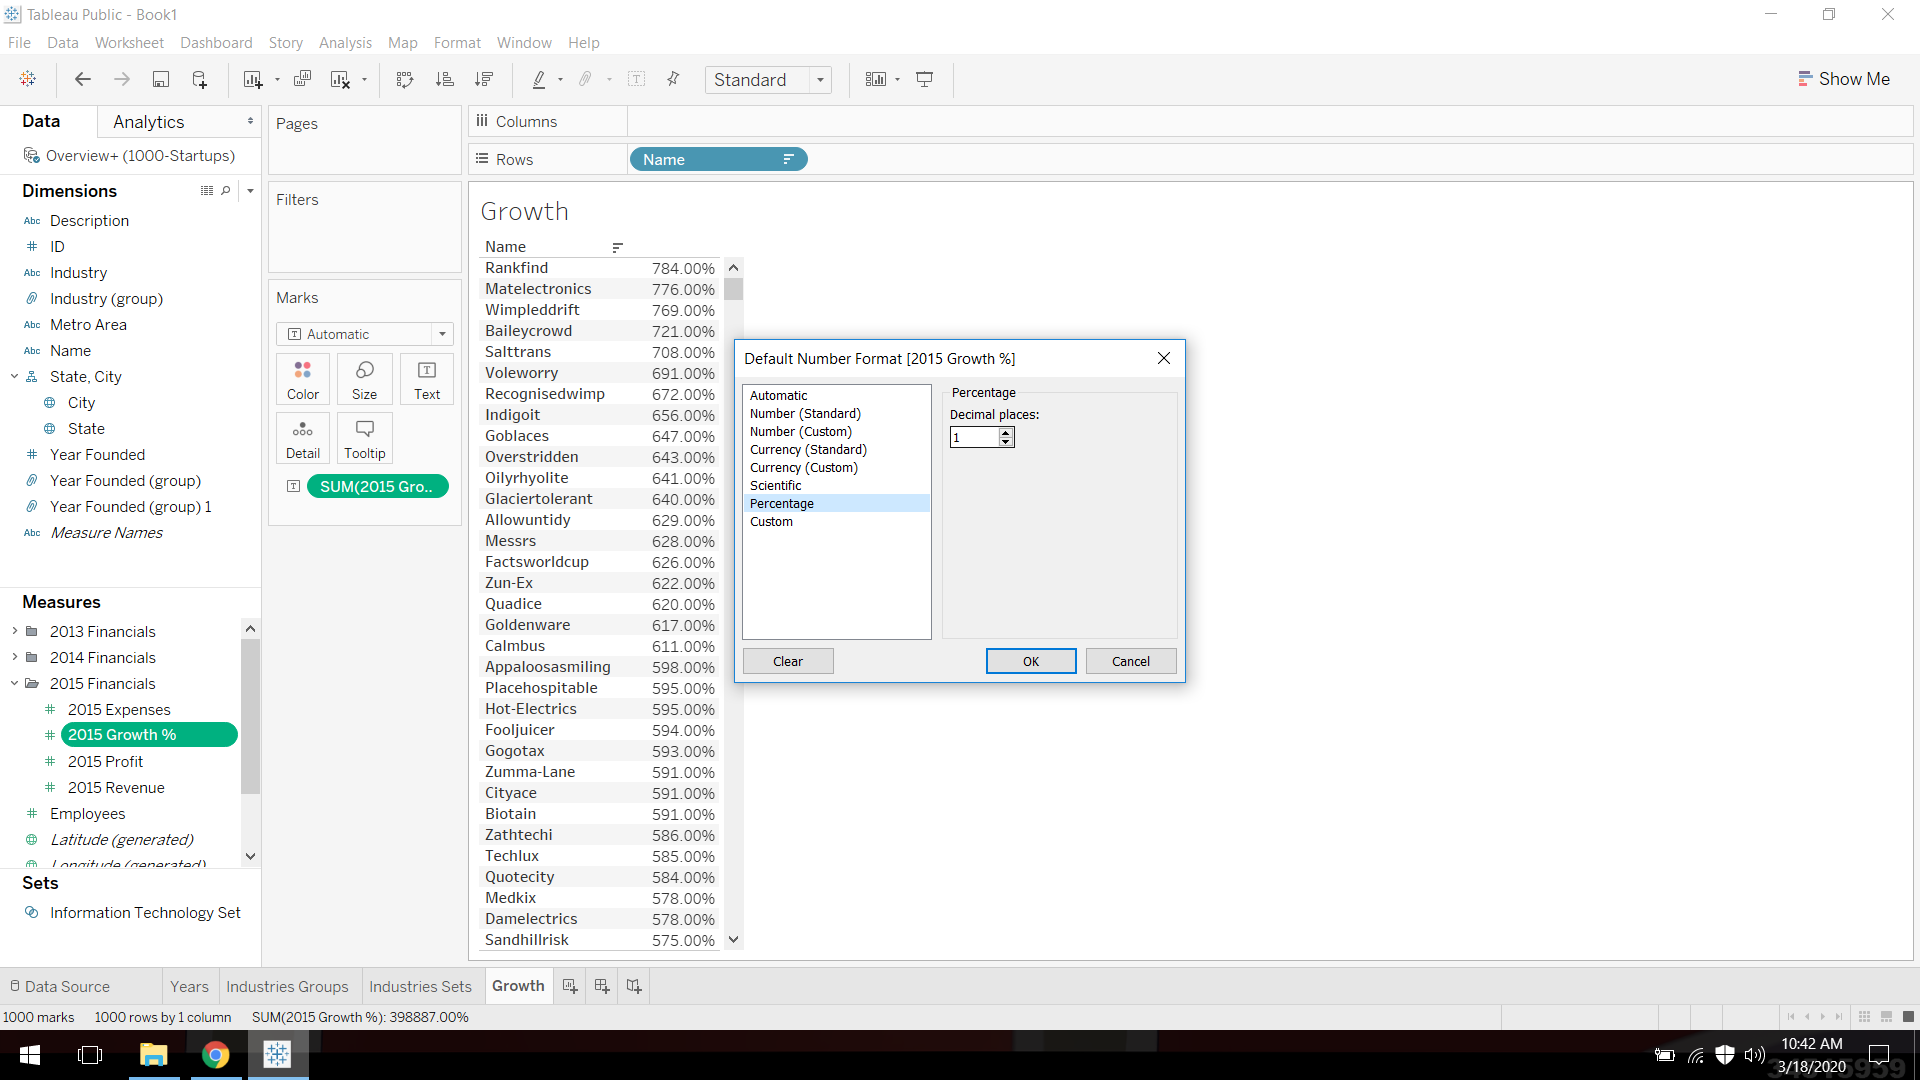 Tableau Public - Book1
File Data Worksheet Dashboard Story Analysis Map Format Window Help
Standard
Show Me
Data
Analytics
Overview+ (1000-Startups)
Dimensions
Abc Description
ID
Abc Industry
Industry (group)
Abc Metro Area
Abc Name
State, City
City
State
Year Founded
Year Founded (group)
Year Founded (group) 1
Abc Measure Names
Measures
2013 Financials
2014 Financials
2015 Financials
2015 Expenses
2015 Growth %
2015 Profit
2015 Revenue
Employees
Latitude (generated)
Longitude (generated)
Sets
Information Technology Set
Pages
Filters
Marks
Automatic
Color Size Text
Detail Tooltip
SUM(2015 Gro..
Columns
Rows
Name
Growth
Name
Rankfind 784.00%
Matelectronics 776.00%
Wimpleddrift 769.00%
Baileycrowd 721.00%
Salttrans 708.00%
Voleworry 691.00%
Recognisedwimp 672.00%
Indigoit 656.00%
Goblaces 647.00%
Overstridden 643.00%
Oilyrhyolite 641.00%
Glaciertolerant 640.00%
Allowuntidy 629.00%
Messrs 628.00%
Factsworldcup 626.00%
Zun-Ex 622.00%
Quadice 620.00%
Goldenware 617.00%
Calmbus 611.00%
Appaloosasmiling 598.00%
Placehospitable 595.00%
Hot-Electrics 595.00%
Fooljuicer 594.00%
Gogotax 593.00%
Zumma-Lane 591.00%
Cityace 591.00%
Biotain 591.00%
Zathtechi 586.00%
Techlux 585.00%
Quotecity 584.00%
Medkix 578.00%
Damelectrics 578.00%
Sandhillrisk 575.00%
Default Number Format [2015 Growth %]
Automatic
Number (Standard)
Number (Custom)
Currency (Standard)
Currency (Custom)
Scientific
Percentage
Custom
Percentage
Decimal places:
1
Clear
OK
Cancel
Data Source
Years
Industries Groups
Industries Sets
Growth
1000 marks 1000 rows by 1 column SUM(2015 Growth %): 398887.00%
10:42 AM
3/18/2020